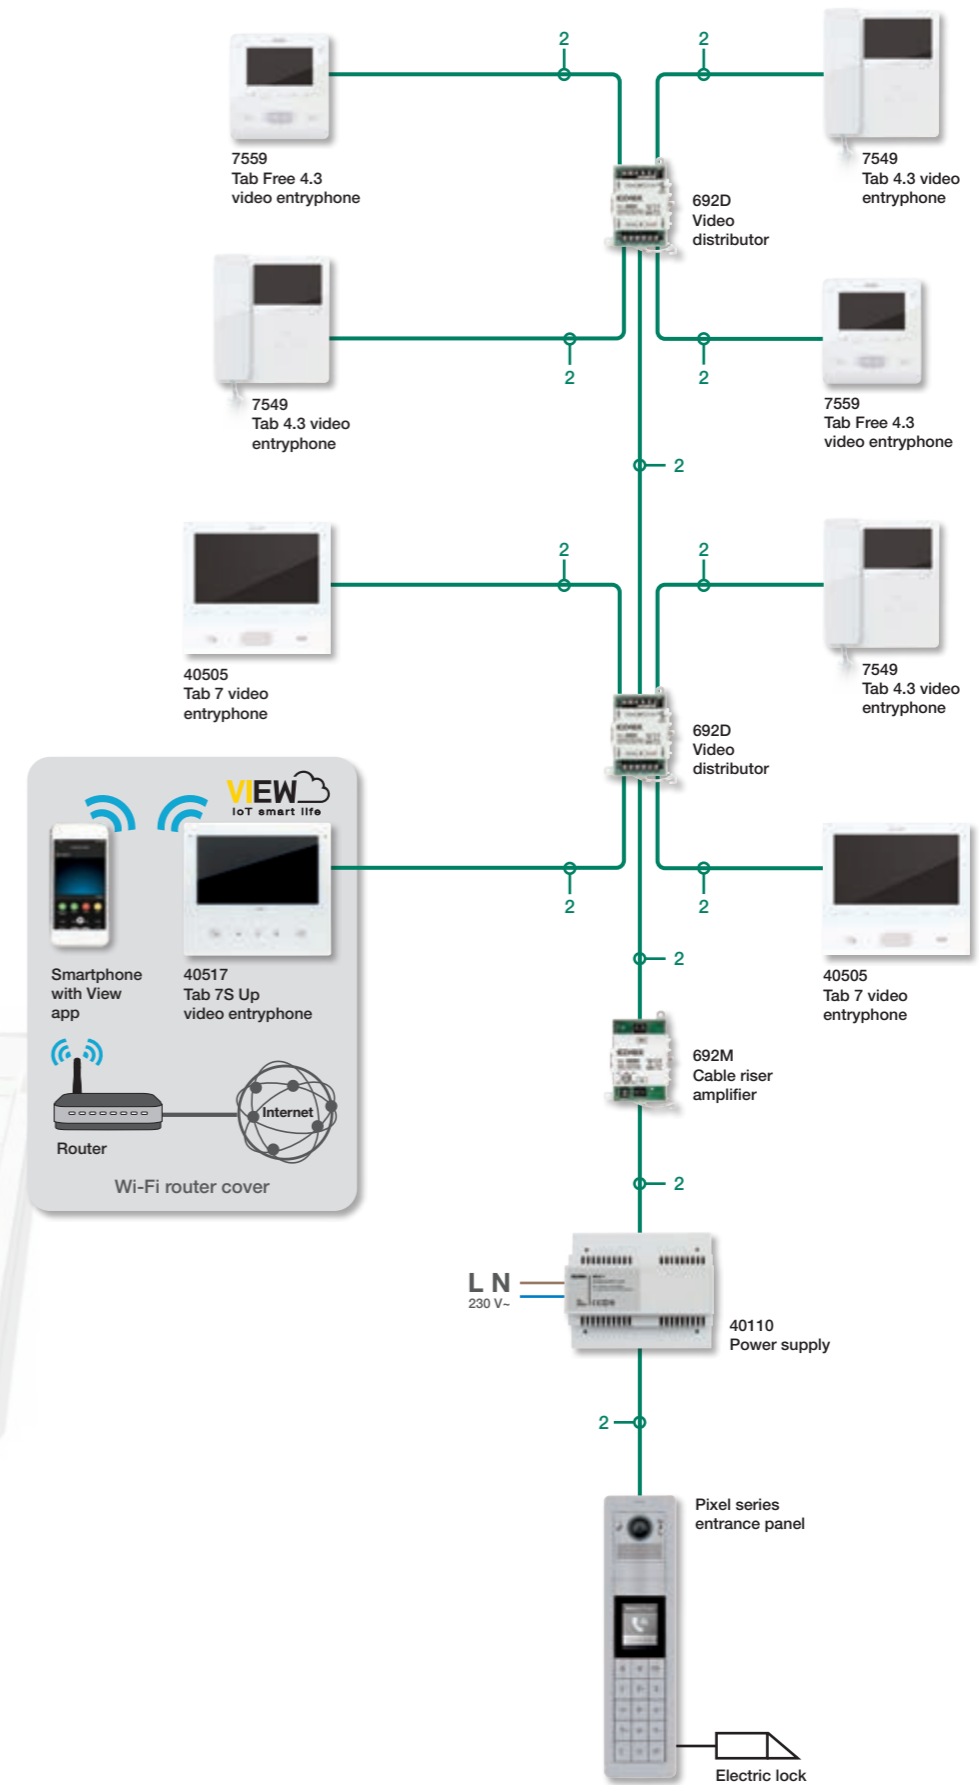 2
2
7559
Tab Free 4.3
video entryphone
7549
Tab 4.3 video
entryphone
692D
Video
distributor
2
2
7549
Tab 4.3 video
entryphone
7559
Tab Free 4.3
video entryphone
2
2
2
40505
Tab 7 video
entryphone
7549
Tab 4.3 video
entryphone
692D
Video
distributor
VIEW
IoT smart life
2
2
Smartphone
with View
app
40517
Tab 7S Up
video entryphone
2
40505
Tab 7 video
entryphone
692M
Cable riser
amplifier
Internet
Router
Wi-Fi router cover
2
L N
230 V~
40110
Power supply
2
Pixel series
entrance panel
Electric lock